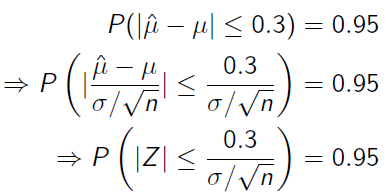 P(|μ̂ − μ| ≤ 0.3) = 0.95
⇒ P(|(μ̂ − μ)/(σ/√n)| ≤ 0.3/(σ/√n)) = 0.95
⇒ P(|Z| ≤ 0.3/(σ/√n)) = 0.95